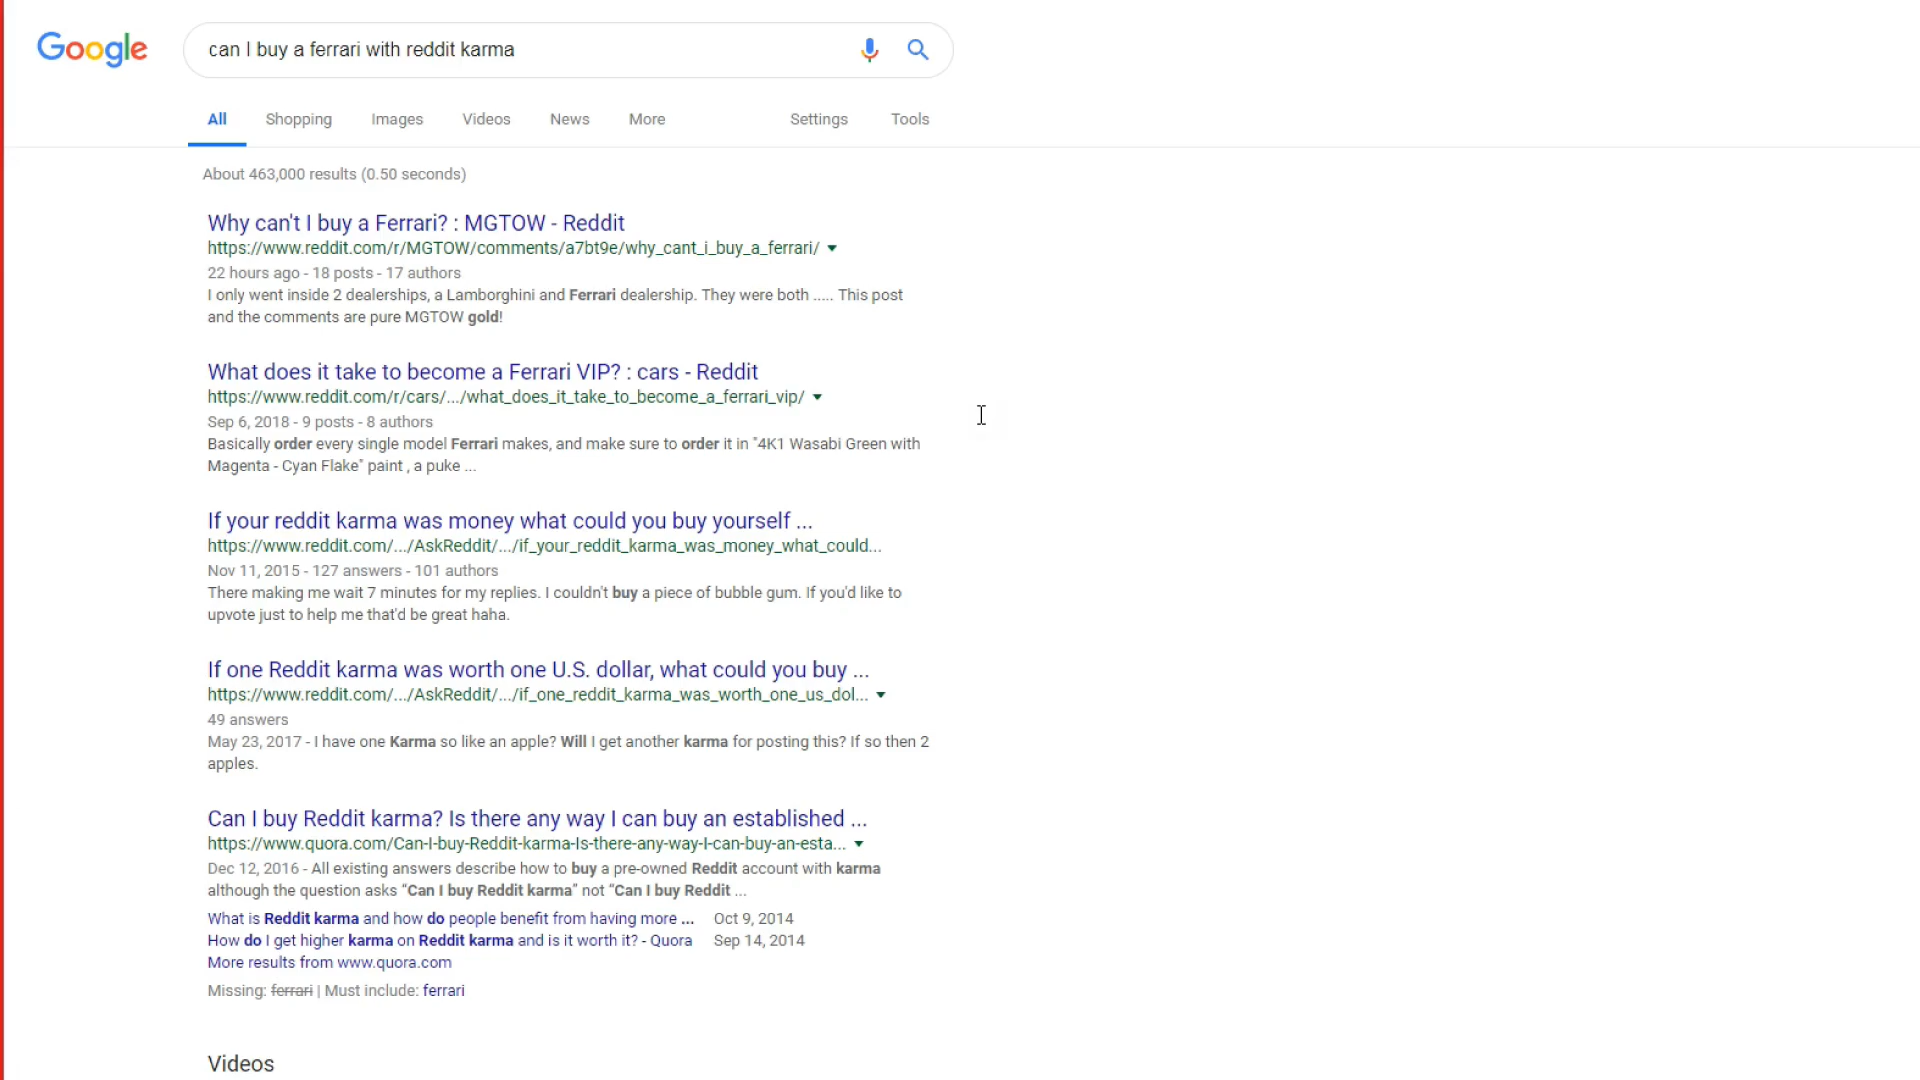 Google
can I buy a ferrari with reddit karma
All Shopping Images Videos News More Settings Tools
About 463,000 results (0.50 seconds)
Why can't I buy a Ferrari? : MGTOW - Reddit
https://www.reddit.com/r/MGTOW/comments/a7bt9e/why_cant_i_buy_a_ferrari/
22 hours ago - 18 posts - 17 authors
I only went inside 2 dealerships, a Lamborghini and Ferrari dealership. They were both ..... This post
and the comments are pure MGTOW gold!
What does it take to become a Ferrari VIP? : cars - Reddit
https://www.reddit.com/r/cars/.../what_does_it_take_to_become_a_ferrari_vip/
Sep 6, 2018 - 9 posts - 8 authors
Basically order every single model Ferrari makes, and make sure to order it in "4K1 Wasabi Green with
Magenta - Cyan Flake" paint , a puke ...
If your reddit karma was money what could you buy yourself ...
https://www.reddit.com/.../AskReddit/.../if_your_reddit_karma_was_money_what_could...
Nov 11, 2015 - 127 answers - 101 authors
There making me wait 7 minutes for my replies. I couldn't buy a piece of bubble gum. If you'd like to
upvote just to help me that'd be great haha.
If one Reddit karma was worth one U.S. dollar, what could you buy ...
https://www.reddit.com/.../AskReddit/.../if_one_reddit_karma_was_worth_one_us_dol...
49 answers
May 23, 2017 - I have one Karma so like an apple? Will I get another karma for posting this? If so then 2
apples.
Can I buy Reddit karma? Is there any way I can buy an established ...
https://www.quora.com/Can-I-buy-Reddit-karma-Is-there-any-way-I-can-buy-an-esta...
Dec 12, 2016 - All existing answers describe how to buy a pre-owned Reddit account with karma
although the question asks “Can I buy Reddit karma” not “Can I buy Reddit ...
What is Reddit karma and how do people benefit from having more ... Oct 9, 2014
How do I get higher karma on Reddit karma and is it worth it? - Quora Sep 14, 2014
More results from www.quora.com
Missing: ferrari | Must include: ferrari
Videos